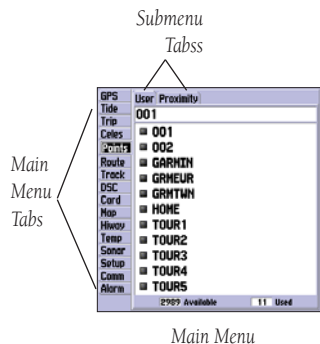 Submenu
Tabss
GPS
Tide
Trip
Celes
Points
Route
Track
DSC
Card
Map
Hiway
Temp
Sonar
Setup
Comm
Alarm
User Proximity
001
001
002
GARMIN
GRMEUR
GRMTWN
HOME
TOUR1
TOUR2
TOUR3
TOUR4
TOUR5
2989 Available 11 Used
Main
Menu
Tabs
Main Menu